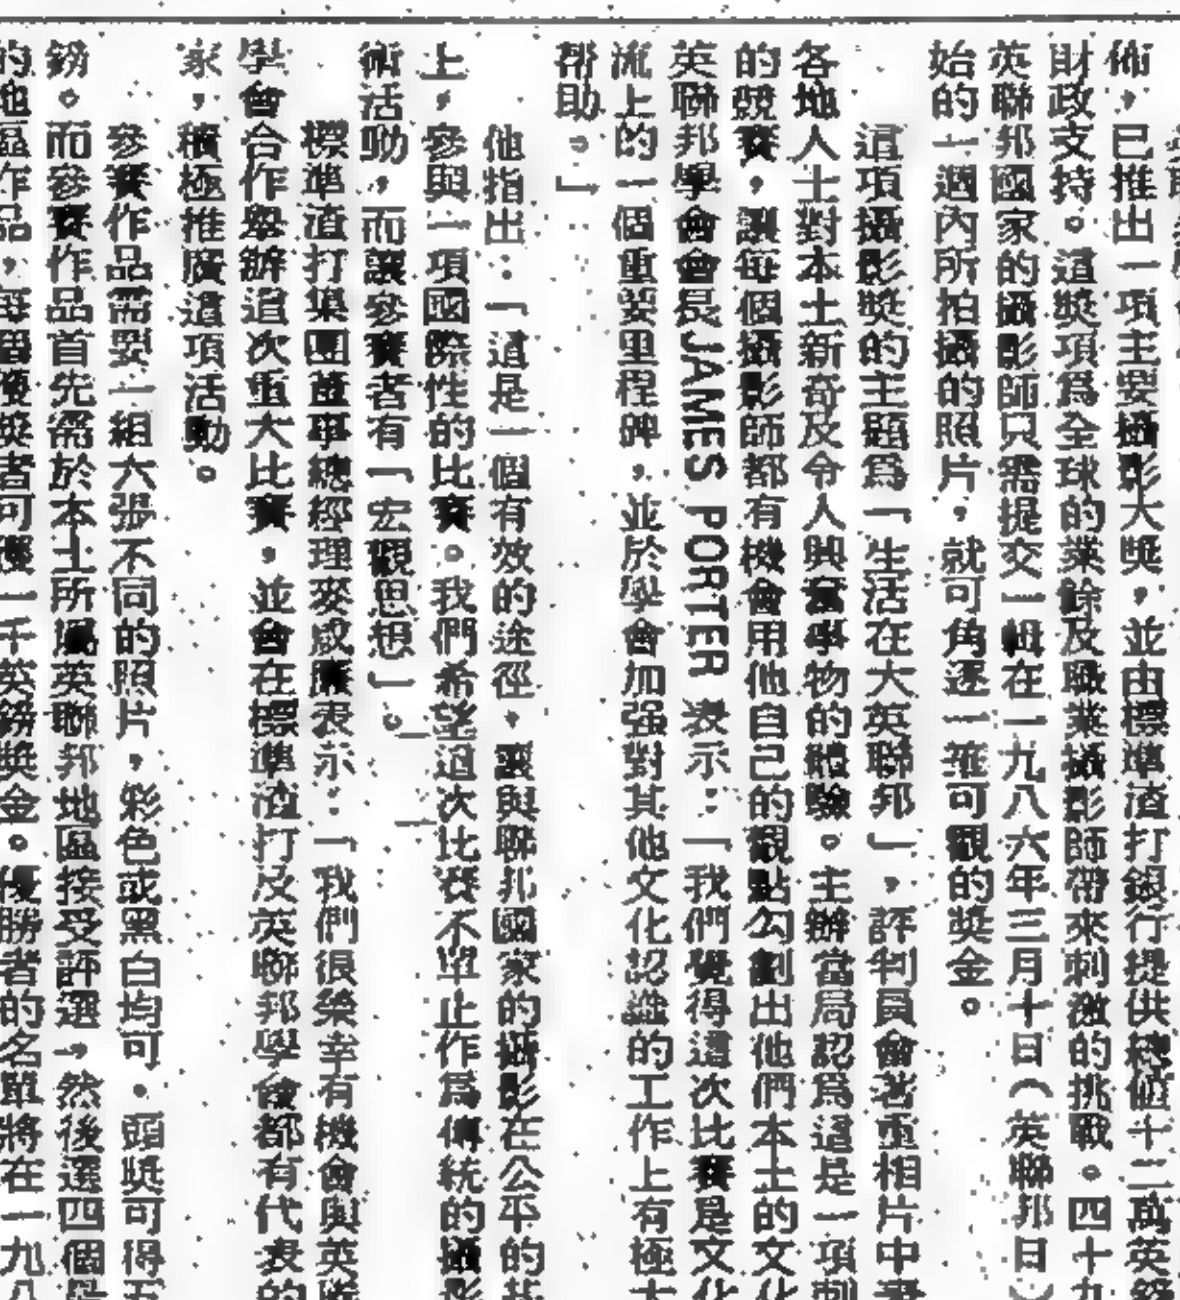 佈，已推出一項主要攝影大獎，並由標準渣打銀行提供總值十二萬英鎊
財政支持。這獎項爲全球的業餘及職業攝影師帶來刺激的挑戰。四十九
英聯邦國家的攝影師只需提交一輯在一九八六年三月十日（英聯邦日）
始的一週內所拍攝的照片，就可角逐一筆可觀的獎金。
這項攝影獎的主題爲「生活在大英聯邦」，評判員會著重相片中表
各地人士對本土新奇及令人興奮事物的體驗。主辦當局認爲這是一項刺
的競賽，讓每個攝影師都有機會用他自己的觀點勾劃出他們本土的文化
英聯邦學會會長JAMES PORTER 表示：「我們覺得這次比賽是文化
流上的一個重要里程碑，並於學會加强對其他文化認識的工作上有極大
幫助。」
他指出：「這是一個有效的途徑，讓與聯邦國家的攝影在公平的基
上，參與一項國際性的比賽。我們希望這次比賽不單止作爲傳統的攝影
術活動，而讓參賽者有「宏觀思想」。
標準渣打集團董事總經理麥威廉表示：「我們很榮幸有機會與英聯
學會合作舉辦這次重大比賽，並會在標準渣打及英聯邦學會都有代表的
家，積極推廣這項活動。
參賽作品需要一組六張不同的照片，彩色或黑白均可。頭獎可得五
鎊。而參賽作品首先需於本土所屬英聯邦地區接受評選，然後選四個是
的地區作品，每個優獎者可獲一千英鎊獎金。優勝者的名單將在一九八